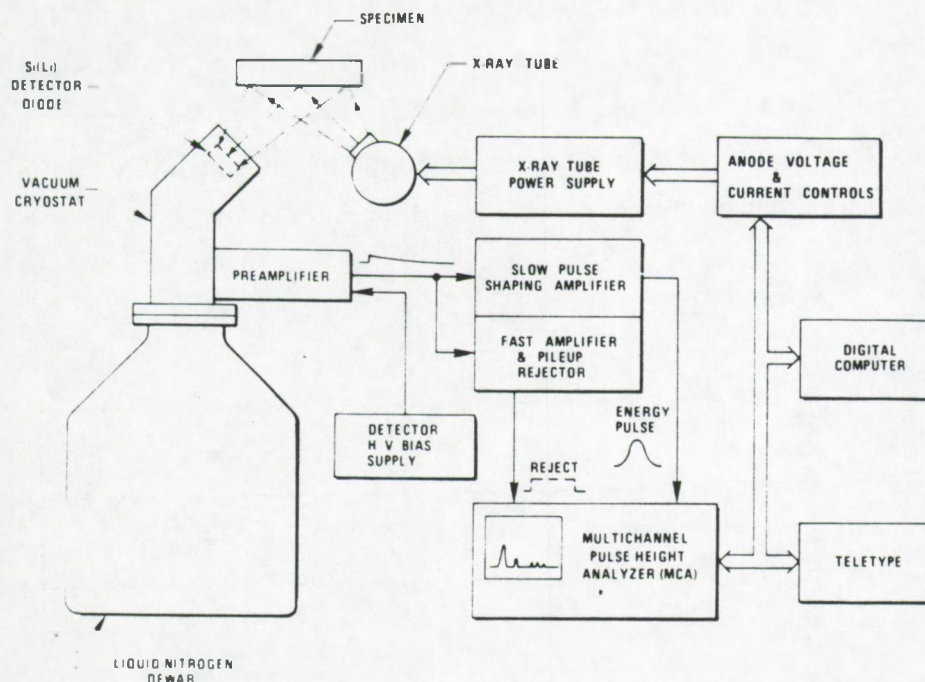 SPECIMEN
Si(Li)
DETECTOR
DIODE
X-RAY TUBE
VACUUM
CRYOSTAT
X-RAY TUBE
POWER SUPPLY
ANODE VOLTAGE
&
CURRENT CONTROLS
PREAMPLIFIER
SLOW PULSE
SHAPING AMPLIFIER
FAST AMPLIFIER
& PILEUP
REJECTOR
DIGITAL
COMPUTER
DETECTOR
H V BIAS
SUPPLY
ENERGY
PULSE
REJECT
MULTICHANNEL
PULSE HEIGHT
ANALYZER (MCA)
TELETYPE
LIQUID NITROGEN
DEWAR